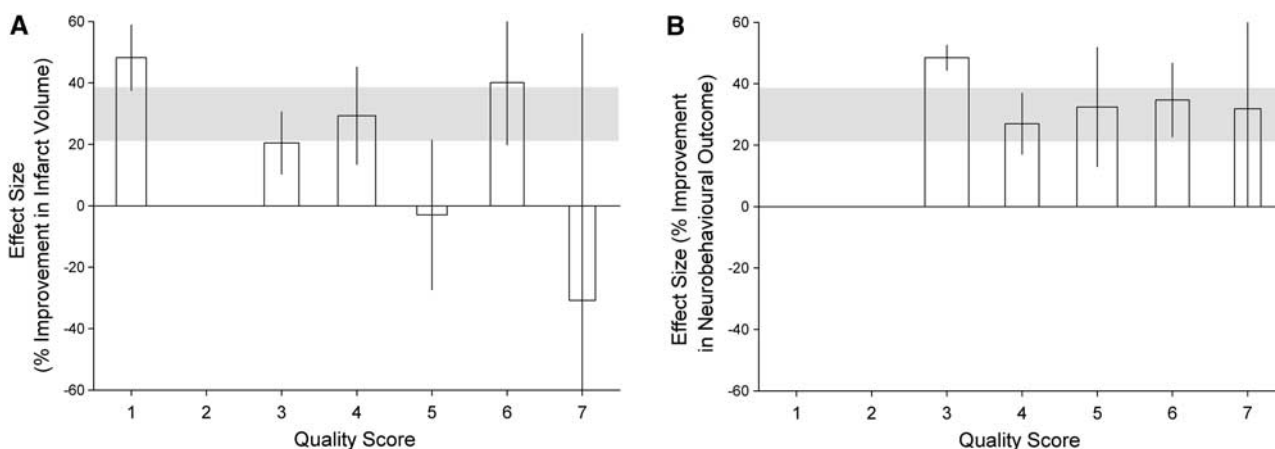 A
Effect Size
(% Improvement in Infarct Volume)
60
40
20
0
-20
-40
-60
1 2 3 4 5 6 7
Quality Score
B
Effect Size (% Improvement
in Neurobehavioural Outcome)
60
40
20
0
-20
-40
-60
1 2 3 4 5 6 7
Quality Score